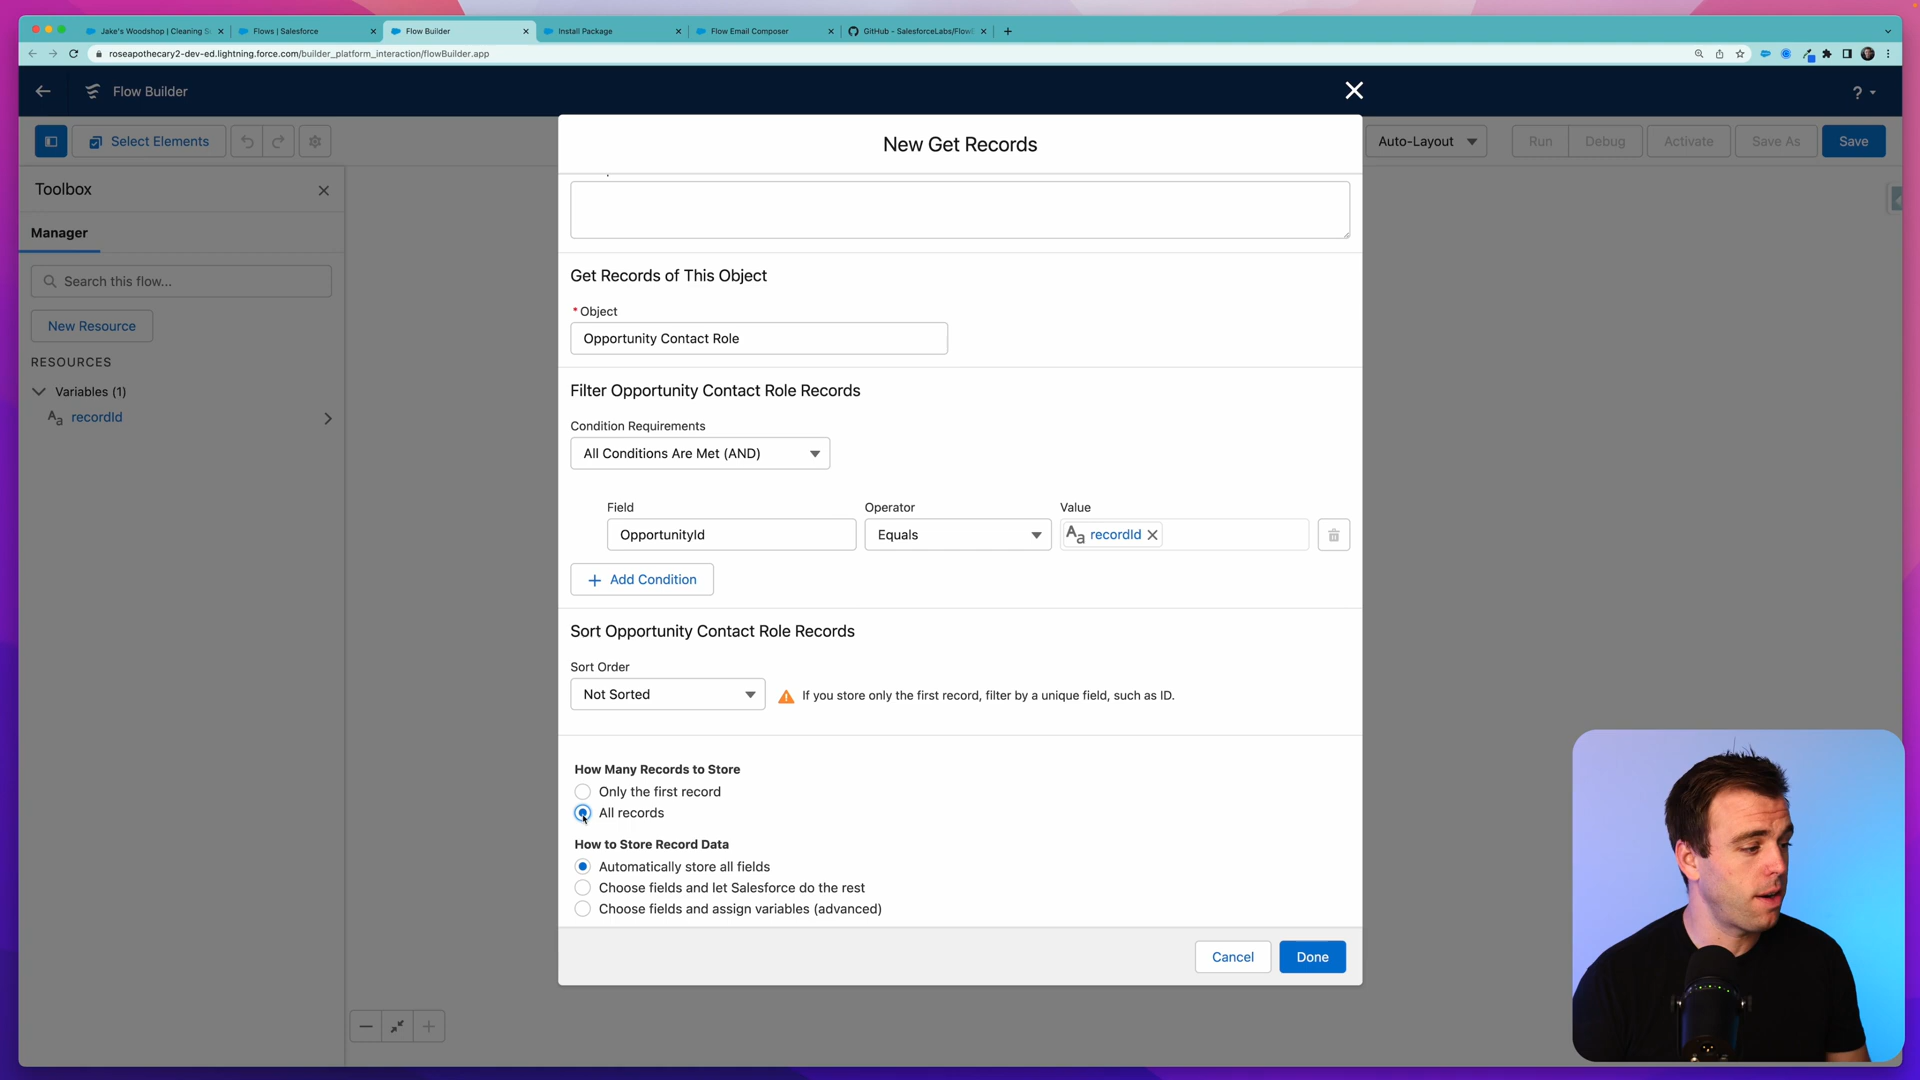 Jake's Woodshop | Cleaning S
Flows | Salesforce
Flow Builder
Install Package
Flow Email Composer
GitHub - SalesforceLabs/FlowE
roseapothecary2-dev-ed.lightning.force.com/builder_platform_interaction/flowBuilder.app
Flow Builder
?
Select Elements
Auto-Layout
Run
Debug
Activate
Save As
Save
New Get Records
Toolbox
Manager
Search this flow...
New Resource
RESOURCES
Variables (1)
Aa recordId
Get Records of This Object
* Object
Opportunity Contact Role
Filter Opportunity Contact Role Records
Condition Requirements
All Conditions Are Met (AND)
Field Operator Value
OpportunityId Equals Aa recordId
+ Add Condition
Sort Opportunity Contact Role Records
Sort Order
Not Sorted If you store only the first record, filter by a unique field, such as ID.
How Many Records to Store
Only the first record
All records
How to Store Record Data
Automatically store all fields
Choose fields and let Salesforce do the rest
Choose fields and assign variables (advanced)
Cancel Done